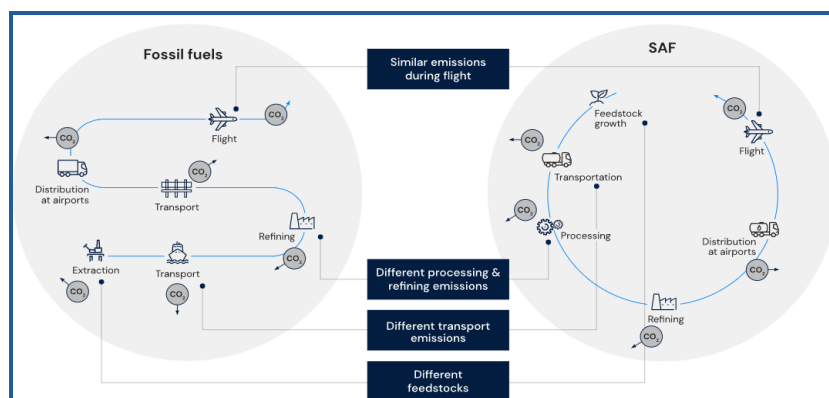 Fossil fuels
CO2
Flight
CO2
Distribution
at airports
CO2
Transport
Refining
CO2
Extraction
CO2
Transport
CO2
Similar emissions
during flight
Different processing &
refining emissions
Different transport
emissions
Different
feedstocks
SAF
Feedstock
growth
CO2
Flight
CO2
Transportation
CO2
Processing
Distribution
at airports
CO2
Refining
CO2